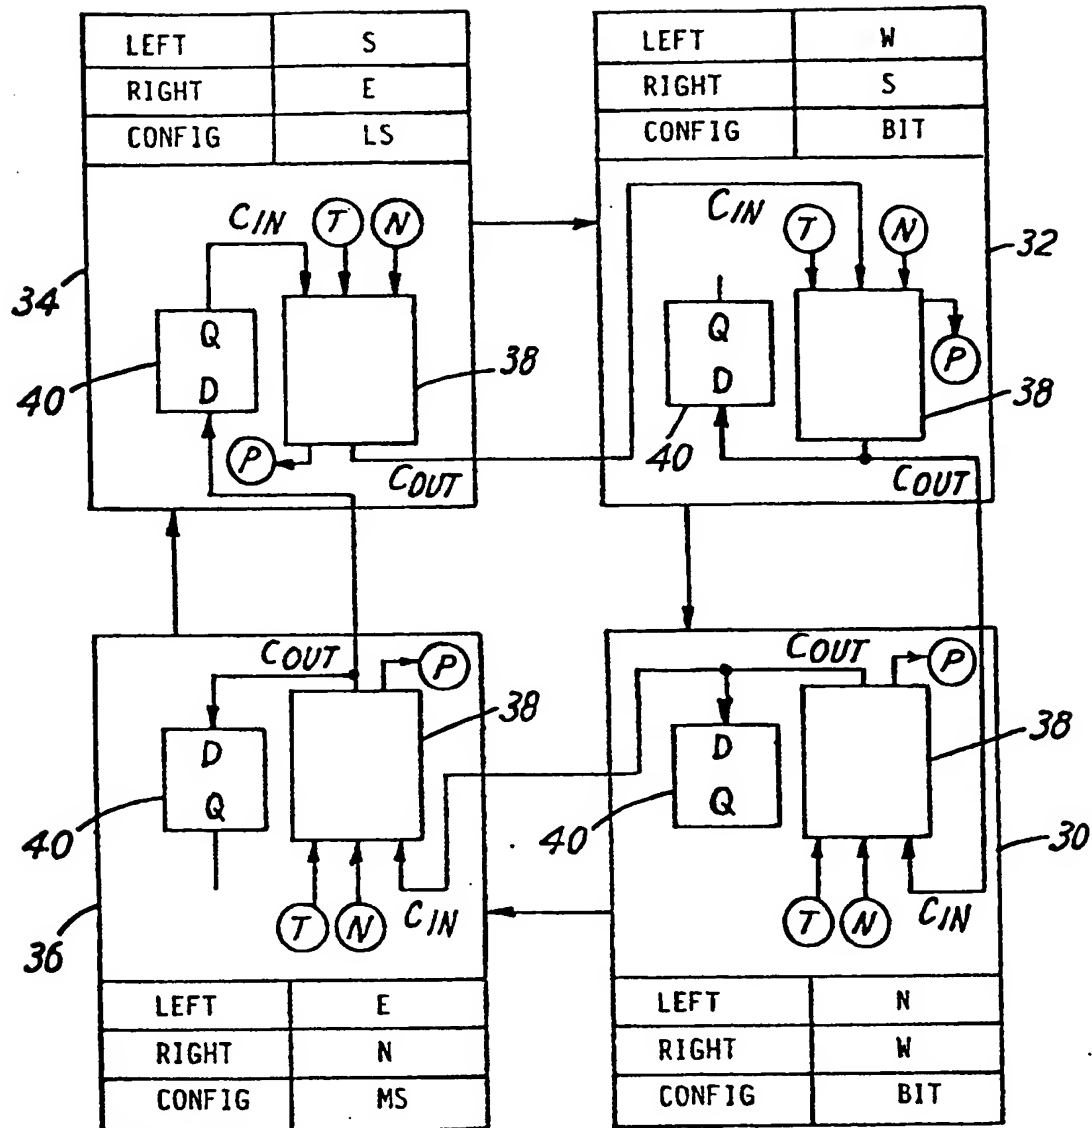 LEFT S
RIGHT E
CONFIG LS
LEFT W
RIGHT S
CONFIG BIT
CIN T N
34
Q
D
40
38
P
COUT
CIN
T N
32
Q
D
P
40
38
COUT
COUT P
38
D
Q
40
T N CIN
36
COUT P
38
D
Q
40
30
T N CIN
LEFT E
RIGHT N
CONFIG MS
LEFT N
RIGHT W
CONFIG BIT